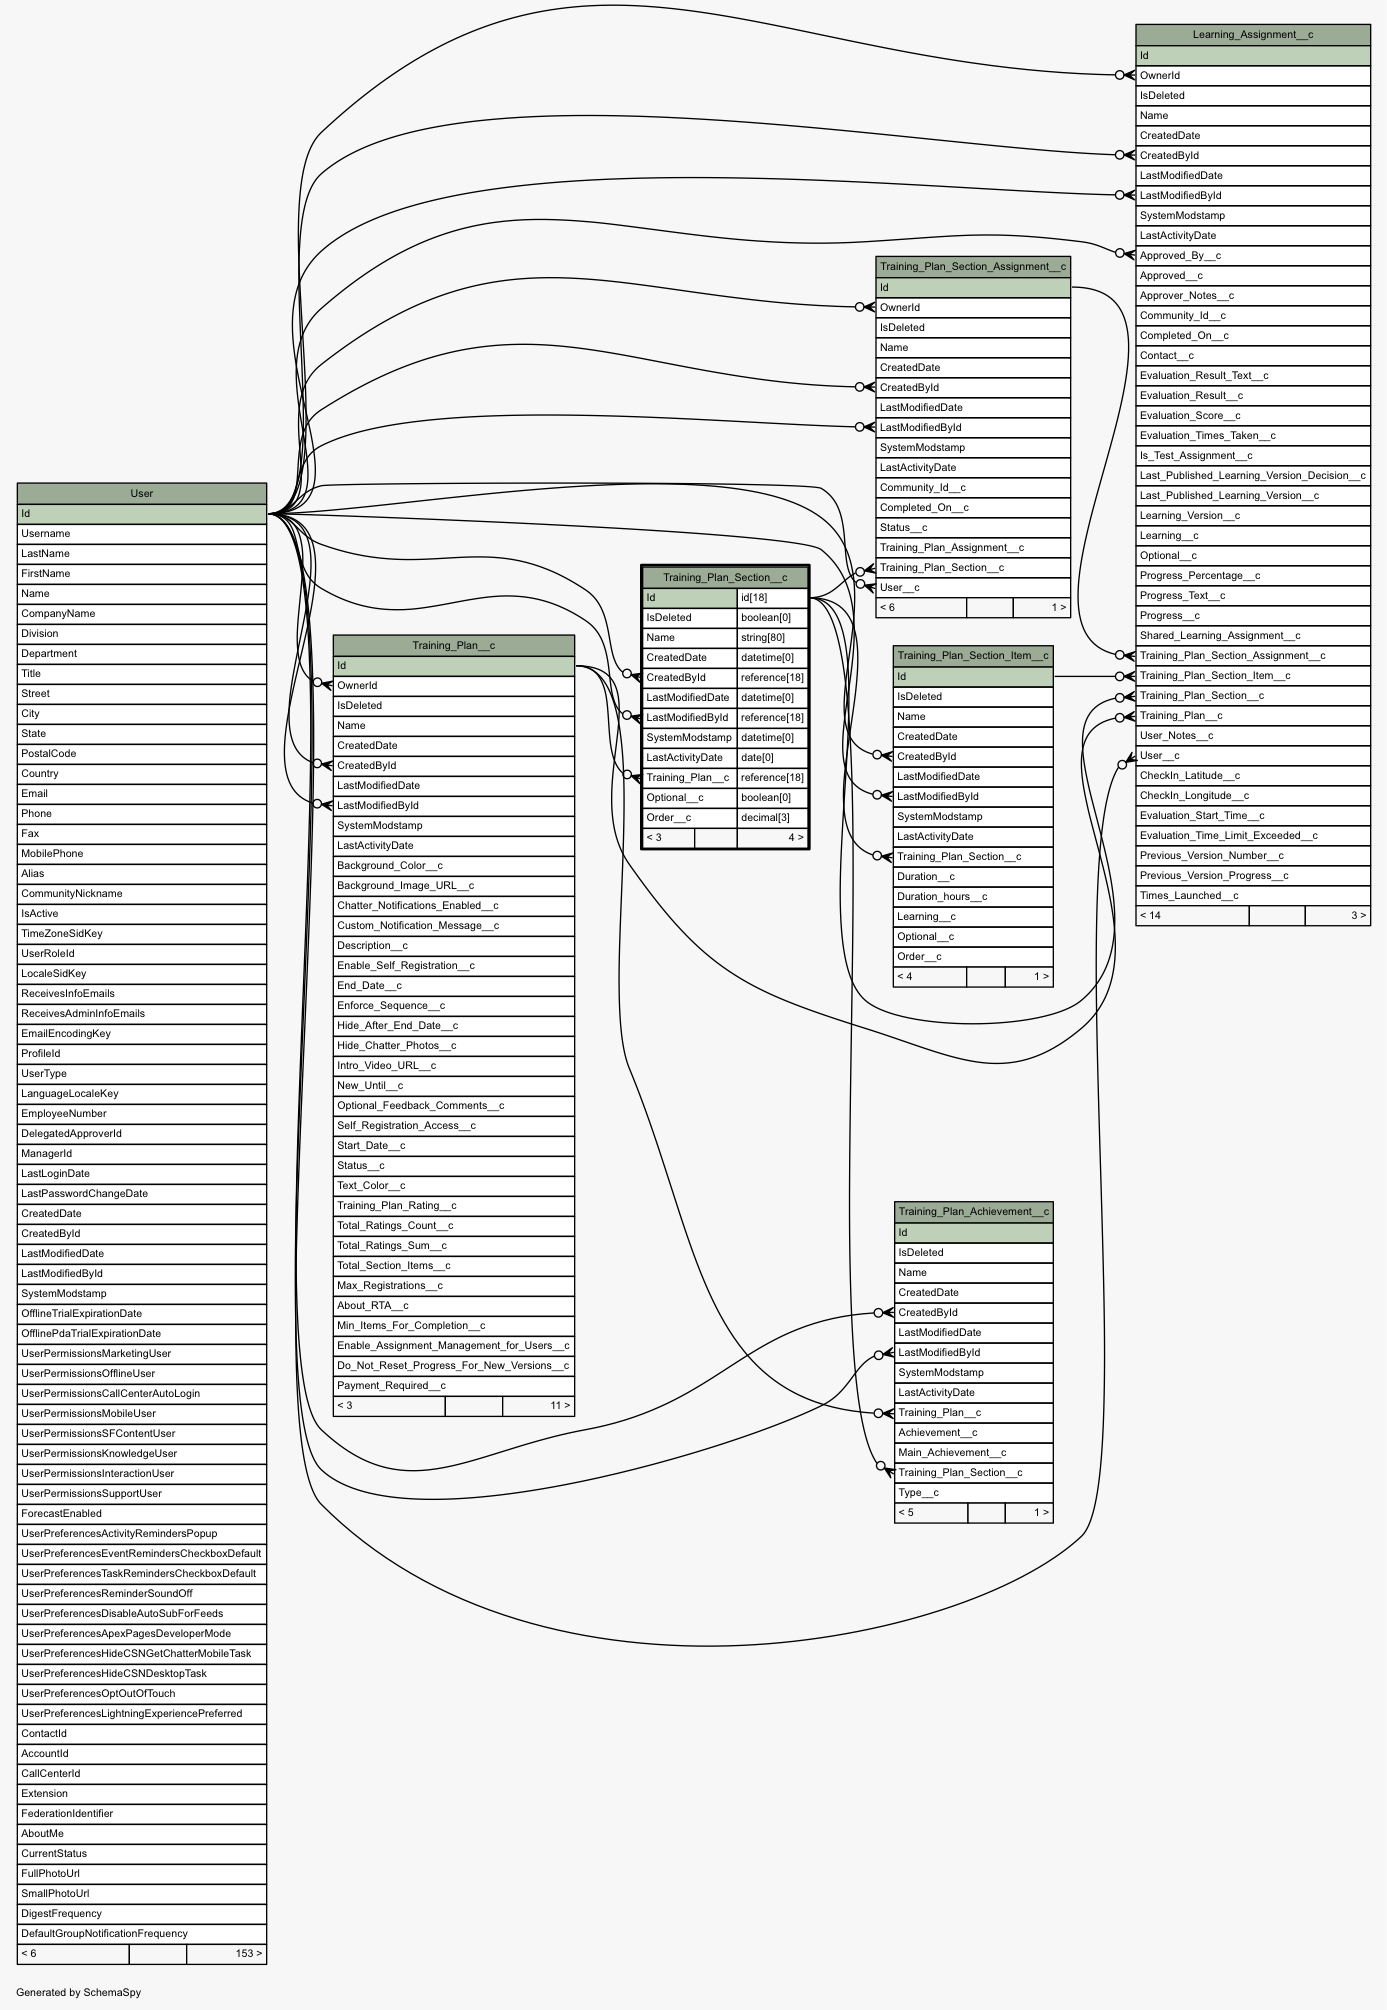 Learning_Assignment__c
Id
OwnerId
IsDeleted
Name
CreatedDate
CreatedById
LastModifiedDate
LastModifiedById
SystemModstamp
LastActivityDate
Approved_By__c
Approved__c
Approver_Notes__c
Community_Id__c
Completed_On__c
Contact__c
Evaluation_Result_Text__c
Evaluation_Result__c
Evaluation_Score__c
Evaluation_Times_Taken__c
Is_Test_Assignment__c
Last_Published_Learning_Version_Decision__c
Last_Published_Learning_Version__c
Learning_Version__c
Learning__c
Optional__c
Progress_Percentage__c
Progress_Text__c
Progress__c
Shared_Learning_Assignment__c
Training_Plan_Section_Assignment__c
Training_Plan_Section_Item__c
Training_Plan_Section__c
Training_Plan__c
User_Notes__c
User__c
CheckIn_Latitude__c
CheckIn_Longitude__c
Evaluation_Start_Time__c
Evaluation_Time_Limit_Exceeded__c
Previous_Version_Number__c
Previous_Version_Progress__c
Times_Launched__c
< 14 3 >
Training_Plan_Section_Assignment__c
Id
OwnerId
IsDeleted
Name
CreatedDate
CreatedById
LastModifiedDate
LastModifiedById
SystemModstamp
LastActivityDate
Community_Id__c
Completed_On__c
Status__c
Training_Plan_Assignment__c
Training_Plan_Section__c
User__c
< 6 1 >
User
Id
Username
LastName
FirstName
Name
CompanyName
Division
Department
Title
Street
City
State
PostalCode
Country
Email
Phone
Fax
MobilePhone
Alias
CommunityNickname
IsActive
TimeZoneSidKey
UserRoleId
LocaleSidKey
ReceivesInfoEmails
ReceivesAdminInfoEmails
EmailEncodingKey
ProfileId
UserType
LanguageLocaleKey
EmployeeNumber
DelegatedApproverId
ManagerId
LastLoginDate
LastPasswordChangeDate
CreatedDate
CreatedById
LastModifiedDate
LastModifiedById
SystemModstamp
OfflineTrialExpirationDate
OfflinePdaTrialExpirationDate
UserPermissionsMarketingUser
UserPermissionsOfflineUser
UserPermissionsCallCenterAutoLogin
UserPermissionsMobileUser
UserPermissionsSFContentUser
UserPermissionsKnowledgeUser
UserPermissionsInteractionUser
UserPermissionsSupportUser
ForecastEnabled
UserPreferencesActivityRemindersPopup
UserPreferencesEventRemindersCheckboxDefault
UserPreferencesTaskRemindersCheckboxDefault
UserPreferencesReminderSoundOff
UserPreferencesDisableAutoSubForFeeds
UserPreferencesApexPagesDeveloperMode
UserPreferencesHideCSNGetChatterMobileTask
UserPreferencesHideCSNDesktopTask
UserPreferencesOptOutOfTouch
UserPreferencesLightningExperiencePreferred
ContactId
AccountId
CallCenterId
Extension
FederationIdentifier
AboutMe
CurrentStatus
FullPhotoUrl
SmallPhotoUrl
DigestFrequency
DefaultGroupNotificationFrequency
< 6 153 >
Training_Plan__c
Id
OwnerId
IsDeleted
Name
CreatedDate
CreatedById
LastModifiedDate
LastModifiedById
SystemModstamp
LastActivityDate
Background_Color__c
Background_Image_URL__c
Chatter_Notifications_Enabled__c
Custom_Notification_Message__c
Description__c
Enable_Self_Registration__c
End_Date__c
Enforce_Sequence__c
Hide_After_End_Date__c
Hide_Chatter_Photos__c
Intro_Video_URL__c
New_Until__c
Optional_Feedback_Comments__c
Self_Registration_Access__c
Start_Date__c
Status__c
Text_Color__c
Training_Plan_Rating__c
Total_Ratings_Count__c
Total_Ratings_Sum__c
Total_Section_Items__c
Max_Registrations__c
About_RTA__c
Min_Items_For_Completion__c
Enable_Assignment_Management_for_Users__c
Do_Not_Reset_Progress_For_New_Versions__c
Payment_Required__c
< 3 11 >
Training_Plan_Section__c
Id id[18]
IsDeleted boolean[0]
Name string[80]
CreatedDate datetime[0]
CreatedById reference[18]
LastModifiedDate datetime[0]
LastModifiedById reference[18]
SystemModstamp datetime[0]
LastActivityDate date[0]
Training_Plan__c reference[18]
Optional__c boolean[0]
Order__c decimal[3]
< 3 4 >
Training_Plan_Section_Item__c
Id
IsDeleted
Name
CreatedDate
CreatedById
LastModifiedDate
LastModifiedById
SystemModstamp
LastActivityDate
Training_Plan_Section__c
Duration__c
Duration_hours__c
Learning__c
Optional__c
Order__c
< 4 1 >
Training_Plan_Achievement__c
Id
IsDeleted
Name
CreatedDate
CreatedById
LastModifiedDate
LastModifiedById
SystemModstamp
LastActivityDate
Training_Plan__c
Achievement__c
Main_Achievement__c
Training_Plan_Section__c
Type__c
< 5 1 >
Generated by SchemaSpy